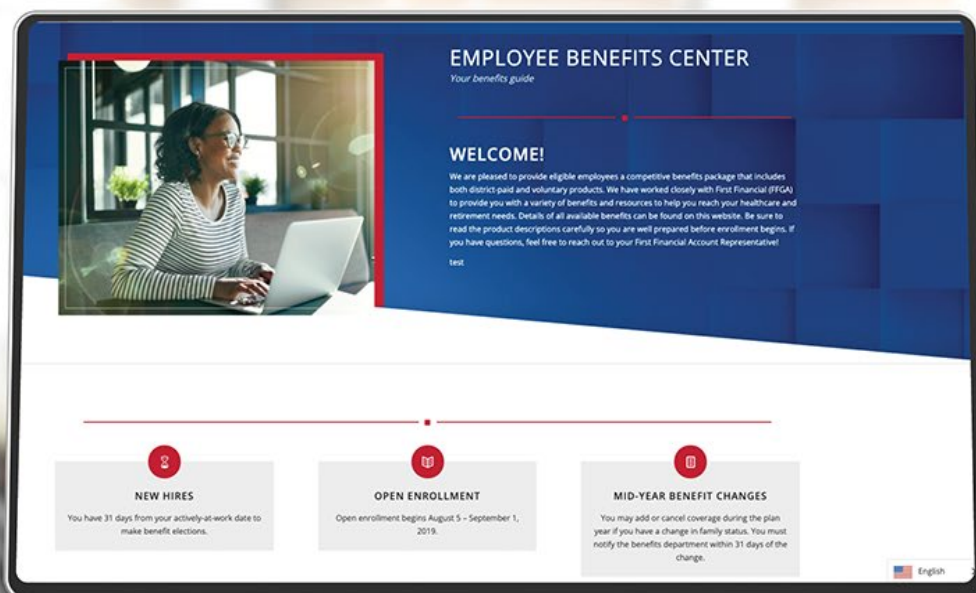 EMPLOYEE BENEFITS CENTER
Your benefits guide
WELCOME!
We are pleased to provide eligible employees a competitive benefits package that includes
both district-paid and voluntary products. We have worked closely with First Financial (FFGA)
to provide you with a variety of benefits and resources to help you reach your healthcare and
retirement needs. Details of all available benefits can be found on this website. Be sure to
read the product descriptions carefully so you are well prepared before enrollment begins. If
you have questions, feel free to reach out to your First Financial Account Representative!
test
NEW HIRES
You have 31 days from your actively-at-work date to
make benefit elections.
OPEN ENROLLMENT
Open enrollment begins August 5 – September 1,
2019.
MID-YEAR BENEFIT CHANGES
You may add or cancel coverage during the plan
year if you have a change in family status. You must
notify the benefits department within 31 days of the
change.
English